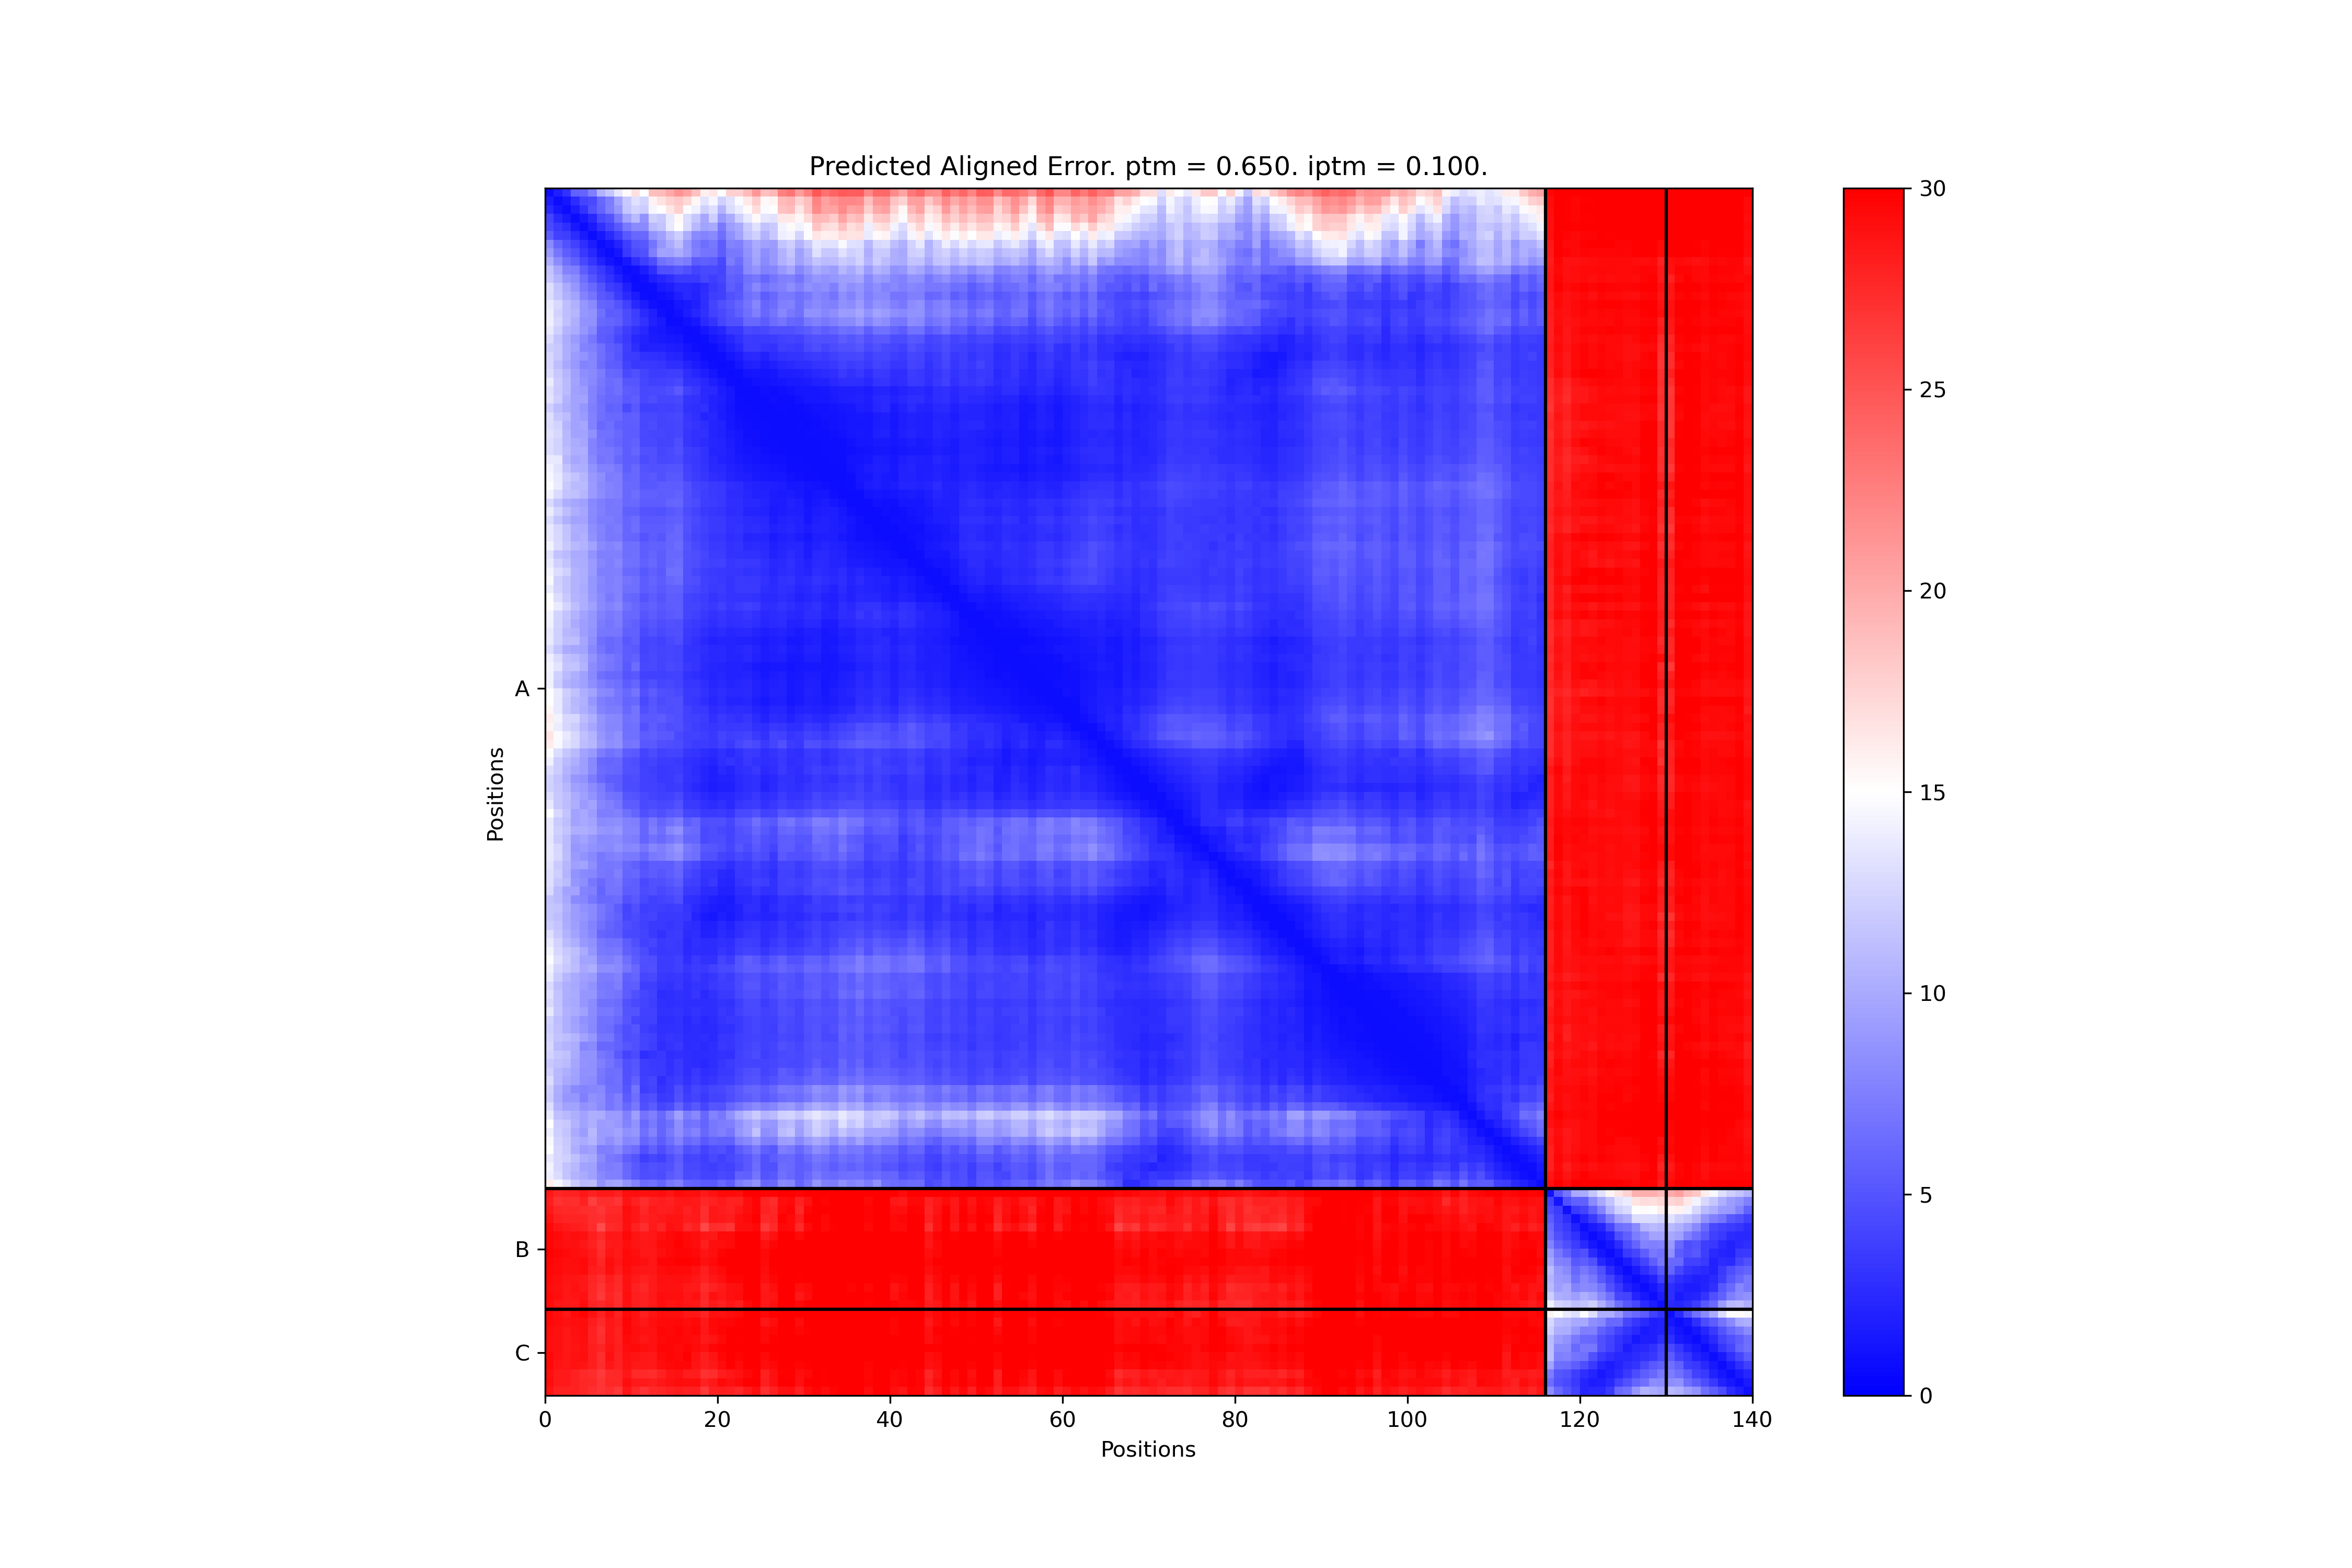 Predicted Aligned Error. ptm = 0.650. iptm = 0.100.
Positions
A
B
C
0 20 40 60 80 100 120 140
Positions
30
25
20
15
10
5
0